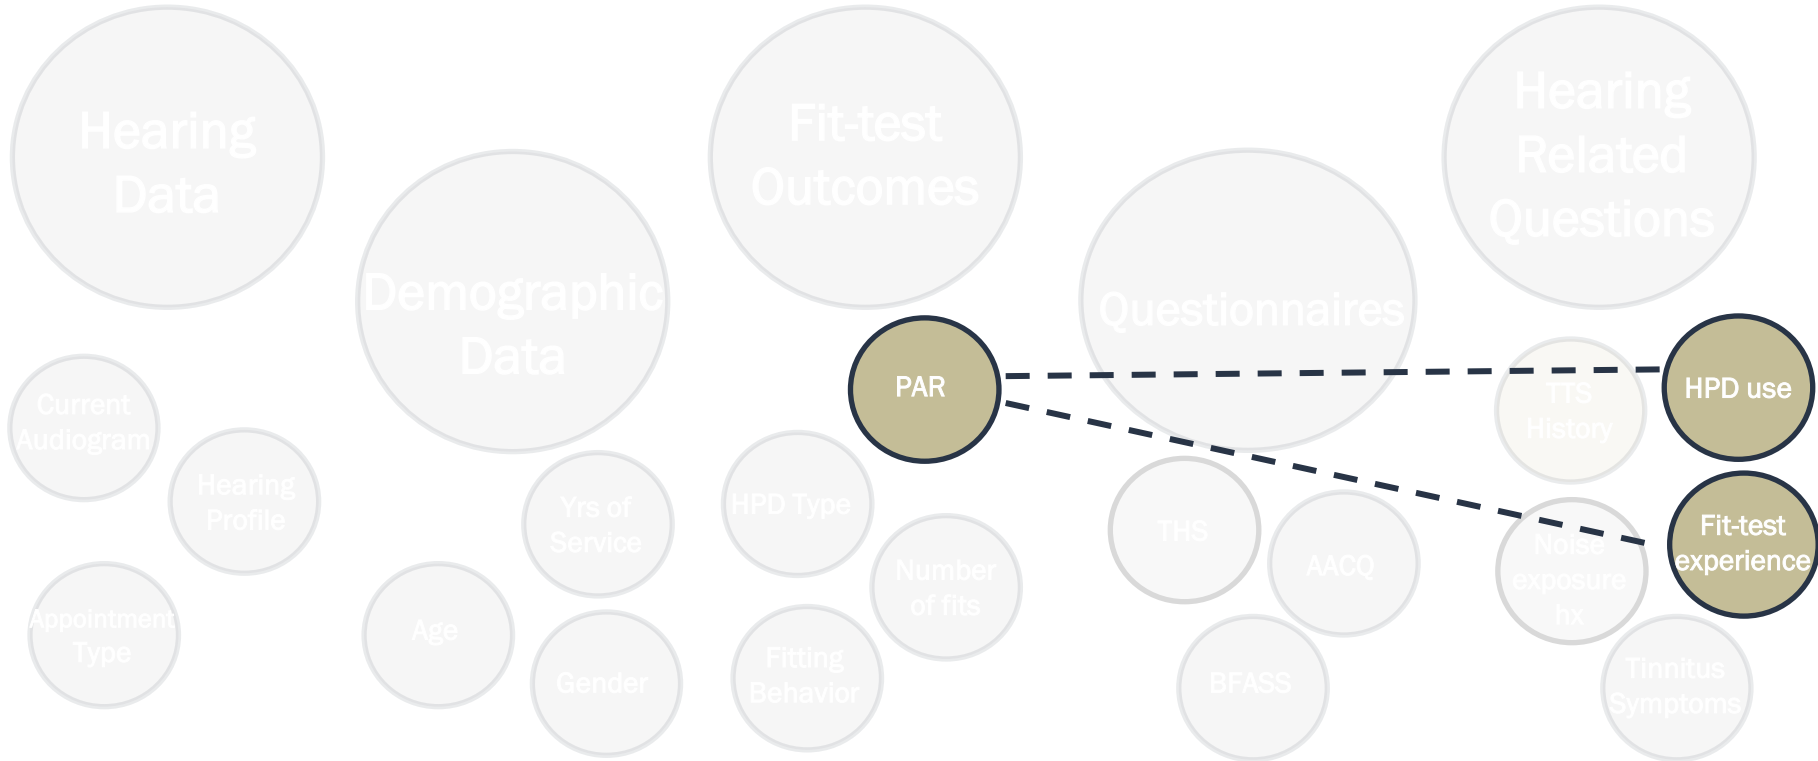 Hearing
Data
Demographic
Data
Fit-test
Outcomes
Questionnaires
Hearing
Related
Questions
Current
Audiogram
Hearing
Profile
Appointment
Type
Yrs of
Service
Age
Gender
PAR
HPD Type
Number
of fits
Fitting
Behavior
THS
AACQ
BFASS
TTS
History
HPD use
Noise
exposure
hx
Fit-test
experience
Tinnitus
Symptoms